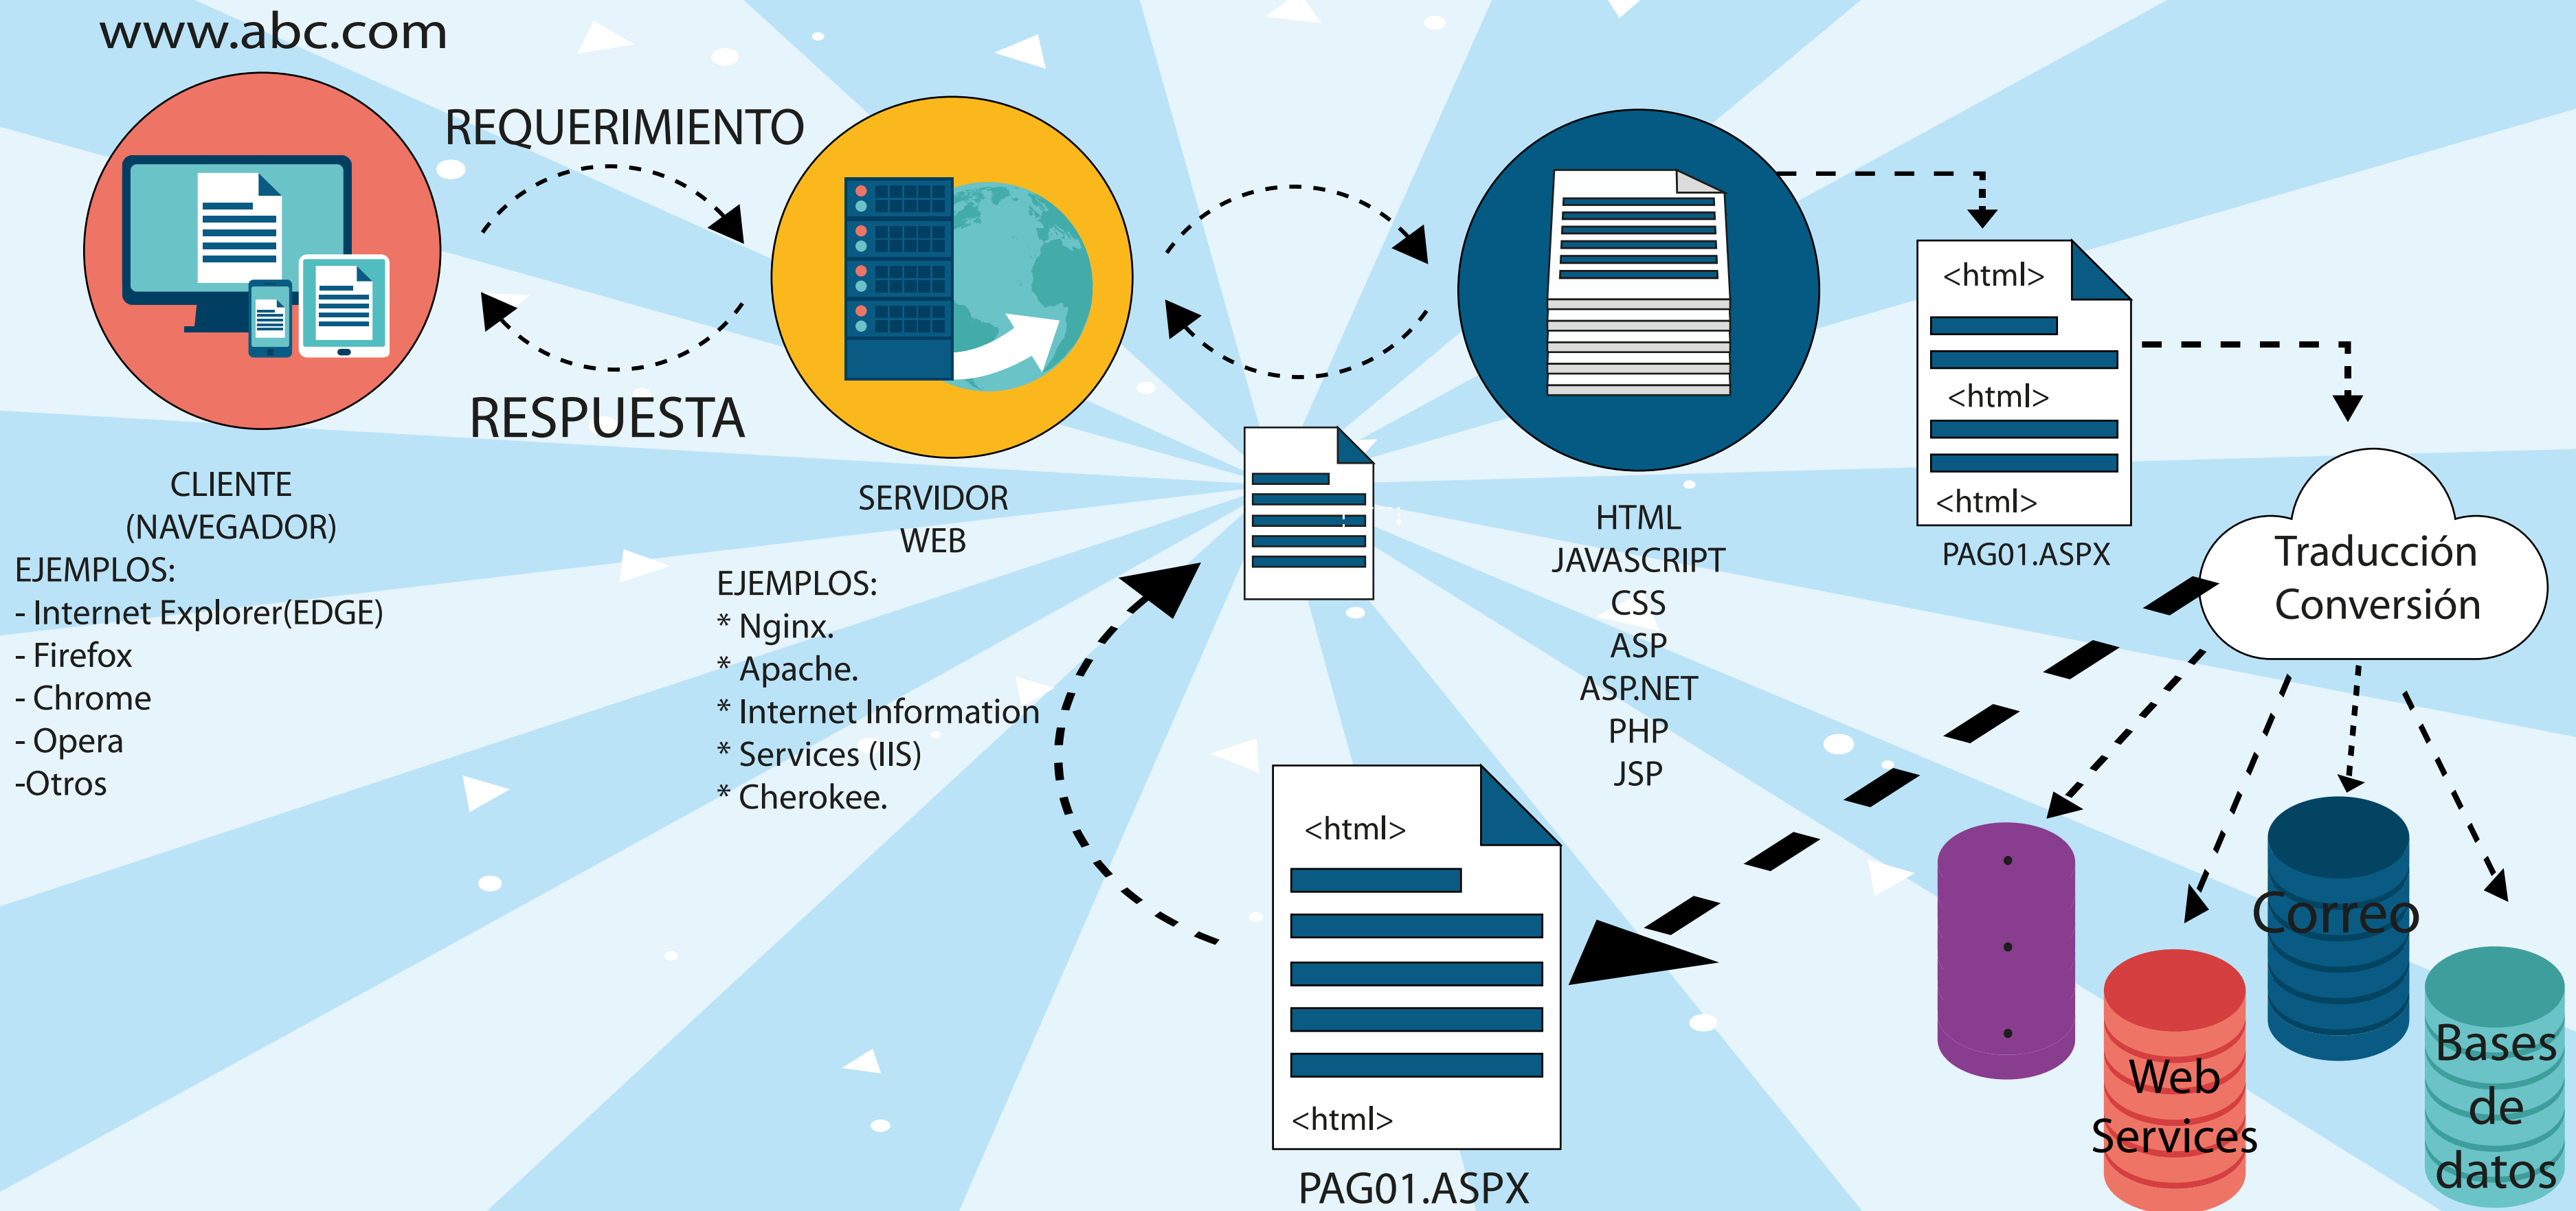 www.abc.com
REQUERIMIENTO
RESPUESTA
CLIENTE
(NAVEGADOR)
EJEMPLOS:
- Internet Explorer(EDGE)
- Firefox
- Chrome
- Opera
-Otros
SERVIDOR
WEB
EJEMPLOS:
* Nginx.
* Apache.
* Internet Information
* Services (IIS)
* Cherokee.
HTML
JAVASCRIPT
CSS
ASP
ASP.NET
PHP
JSP
<html>
<html>
<html>
PAG01.ASPX
Traducción
Conversión
<html>
<html>
PAG01.ASPX
Web
Services
Correo
Bases
de
datos